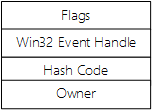 Flags
Win32 Event Handle
Hash Code
Owner